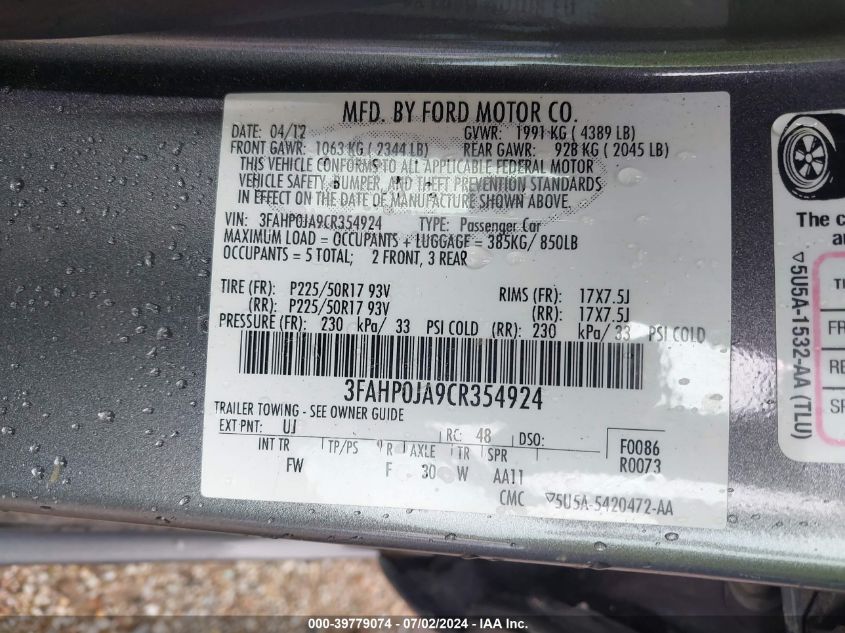 MFD. BY FORD MOTOR CO.
DATE: 04/12 GVWR: 1991 KG ( 4389 LB)
FRONT GAWR: 1063 KG ( 2344 LB) REAR GAWR: 928 KG ( 2045 LB)
THIS VEHICLE CONFORMS TO ALL APPLICABLE FEDERAL MOTOR
VEHICLE SAFETY, BUMPER, AND THEFT PREVENTION STANDARDS
IN EFFECT ON THE DATE OF MANUFACTURE SHOWN ABOVE.
VIN: 3FAHP0JA9CR354924 TYPE: Passenger Car
MAXIMUM LOAD = OCCUPANTS + LUGGAGE = 385KG/ 850LB
OCCUPANTS = 5 TOTAL; 2 FRONT, 3 REAR
TIRE (FR): P225/50R17 93V RIMS (FR): 17X7.5J
(RR): P225/50R17 93V (RR): 17X7.5J
PRESSURE (FR): 230 kPa/ 33 PSI COLD (RR): 230 kPa/ 33 PSI COLD
3FAHP0JA9CR354924
TRAILER TOWING - SEE OWNER GUIDE
EXT PNT: UJ RC: 48 DSO: F0086
INT TR TP/PS R AXLE TR SPR R0073
FW F 30 W AA11
CMC ▽5U5A-5420472-AA
The c
a
▽5U5A-1532-AA (TLU)
TI
FR
RE
SP
000-39779074 | 07/02/2024 - IAA Inc.